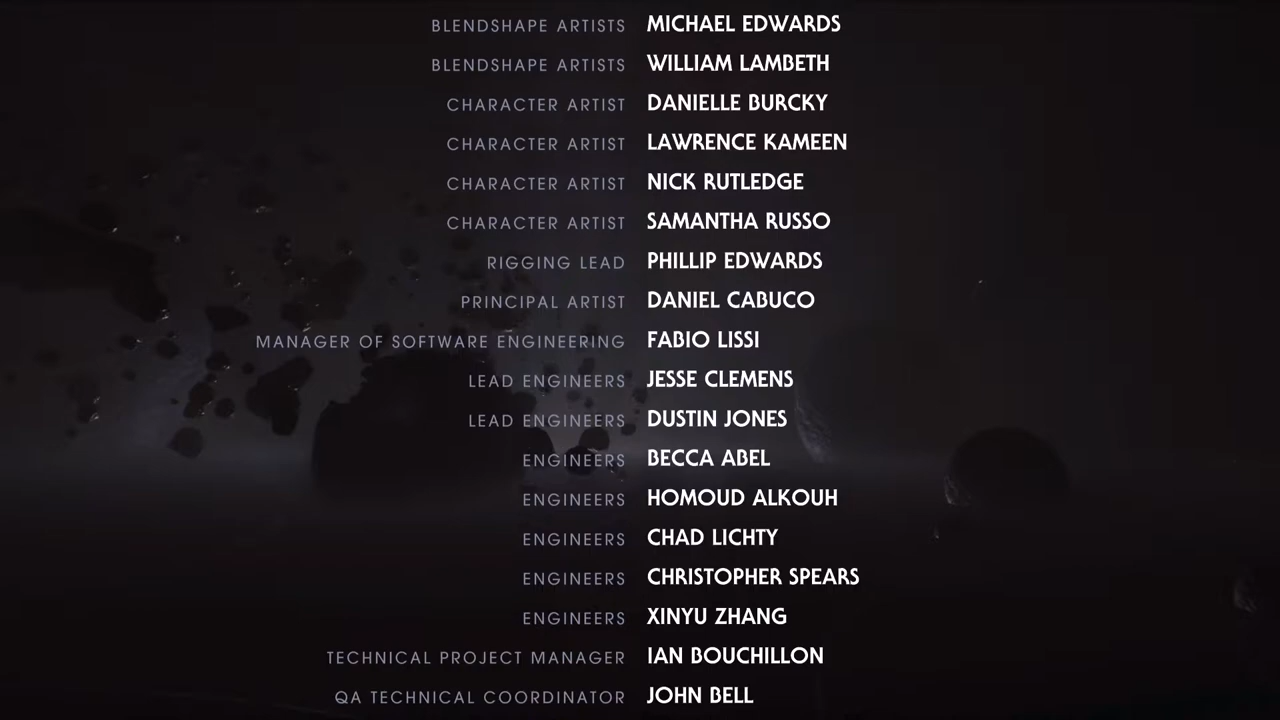 BLENDSHAPE ARTISTS MICHAEL EDWARDS
BLENDSHAPE ARTISTS WILLIAM LAMBETH
CHARACTER ARTIST DANIELLE BURCKY
CHARACTER ARTIST LAWRENCE KAMEEN
CHARACTER ARTIST NICK RUTLEDGE
CHARACTER ARTIST SAMANTHA RUSSO
RIGGING LEAD PHILLIP EDWARDS
PRINCIPAL ARTIST DANIEL CABUCO
MANAGER OF SOFTWARE ENGINEERING FABIO LISSI
LEAD ENGINEERS JESSE CLEMENS
LEAD ENGINEERS DUSTIN JONES
ENGINEERS BECCA ABEL
ENGINEERS HOMOUD ALKOUH
ENGINEERS CHAD LICHTY
ENGINEERS CHRISTOPHER SPEARS
ENGINEERS XINYU ZHANG
TECHNICAL PROJECT MANAGER IAN BOUCHILLON
QA TECHNICAL COORDINATOR JOHN BELL